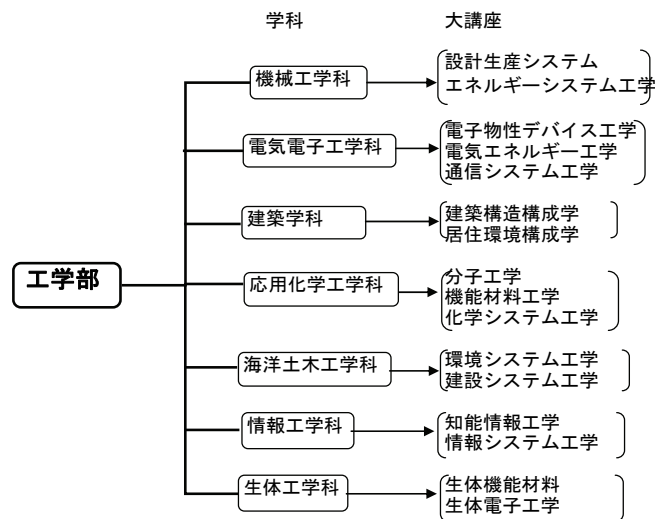 学科
大講座
機械工学科
設計生産システム
エネルギーシステム工学
電気電子工学科
電子物性デバイス工学
電気エネルギー工学
通信システム工学
建築学科
建築構造構成学
居住環境構成学
工学部
応用化学工学科
分子工学
機能材料工学
化学システム工学
海洋土木工学科
環境システム工学
建設システム工学
情報工学科
知能情報工学
情報システム工学
生体工学科
生体機能材料
生体電子工学